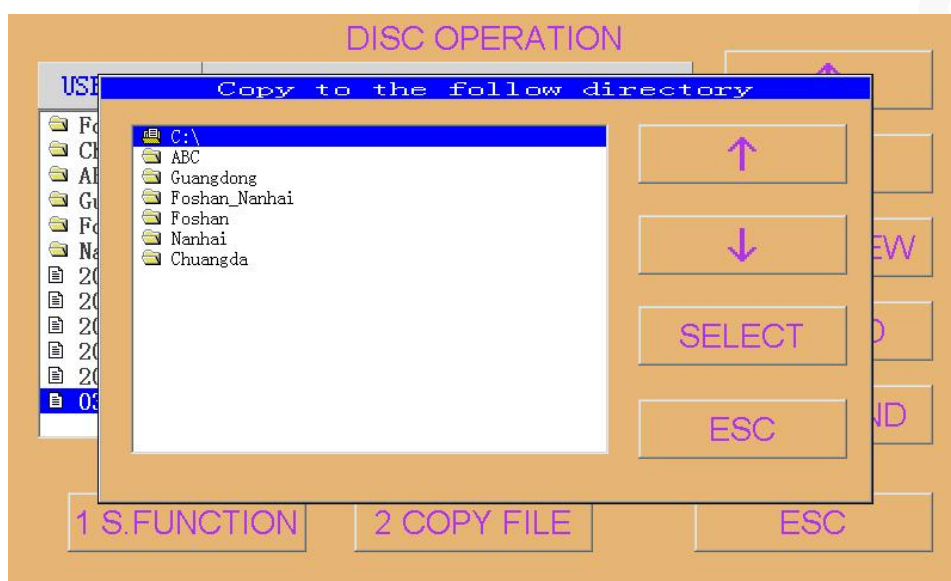 DISC OPERATION
Copy to the follow directory
C:\
ABC
Guangdong
Foshan_Nanhai
Foshan
Nanhai
Chuangda
↑
↓
SELECT
ESC
1 S.FUNCTION
2 COPY FILE
ESC